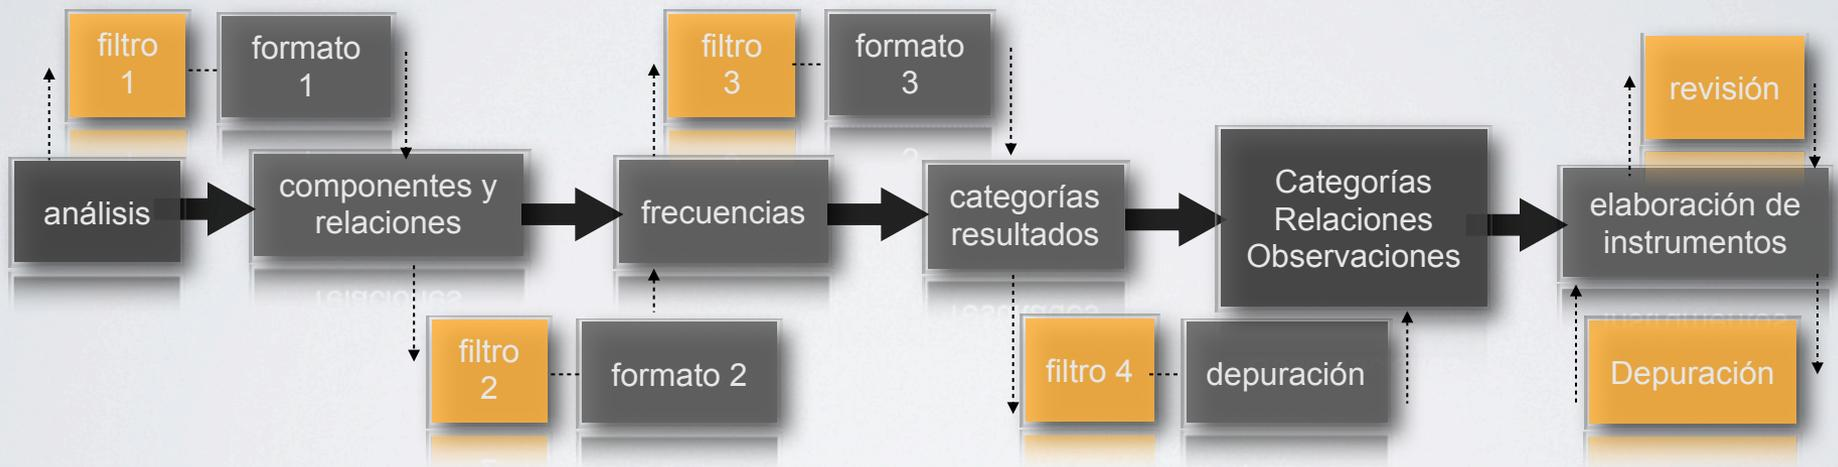 filtro
1
formato
1
filtro
3
formato
3
revisión
análisis
componentes y
relaciones
frecuencias
categorías
resultados
Categorías
Relaciones
Observaciones
elaboración de
instrumentos
filtro
2
formato 2
filtro 4
depuración
Depuración